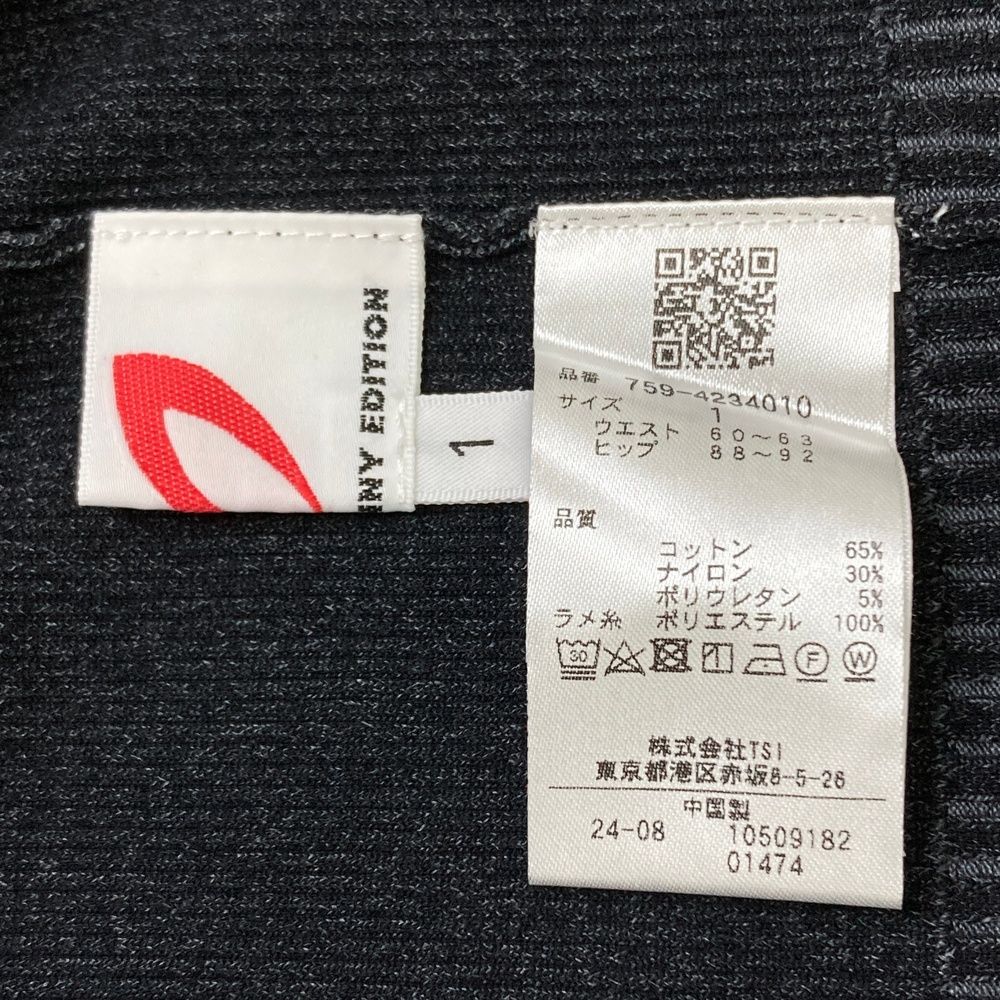 EDITION
1
品番 759-4234010
サイズ 1
ウエスト 60～63
ヒップ 88～92
品質
コットン 65%
ナイロン 30%
ポリウレタン 5%
ラメ糸 ポリエステル 100%
30
F
W
株式会社TSI
東京都港区赤坂8-5-26
中国製
24-08 10509182
01474